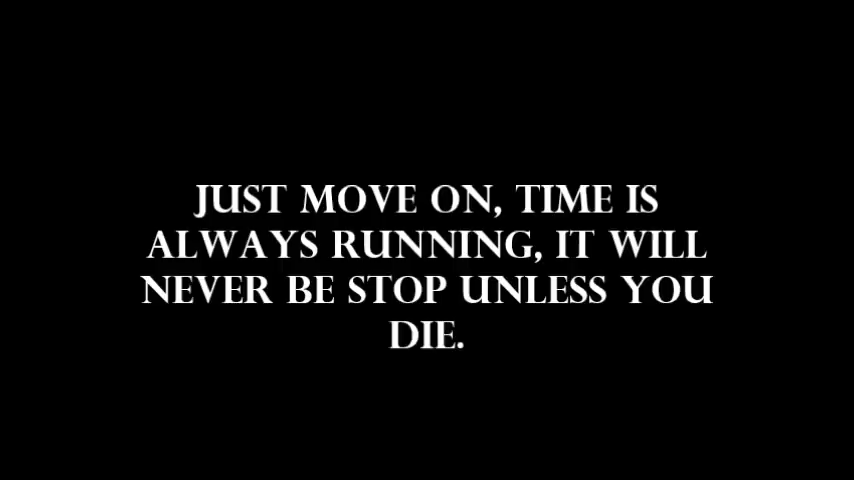 JUST MOVE ON, TIME IS
ALWAYS RUNNING, IT WILL
NEVER BE STOP UNLESS YOU
DIE.